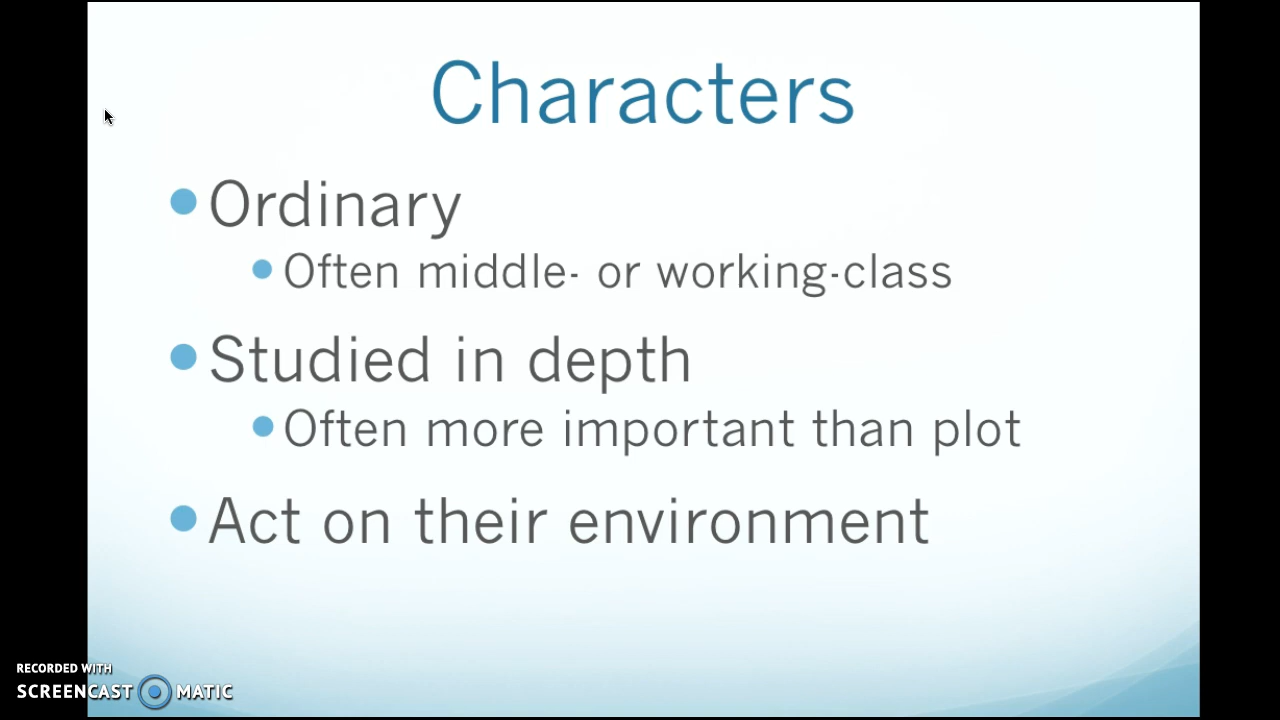 Characters
Ordinary
Often middle- or working-class
Studied in depth
Often more important than plot
Act on their environment
RECORDED WITH
SCREENCAST MATIC